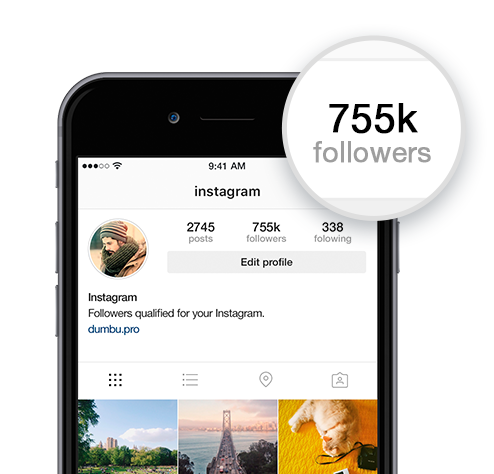 755k
followers
9:41 AM
instagram
2745 755k 338
posts followers folowing
Edit profile
Instagram
Followers qualified for your Instagram.
dumbu.pro